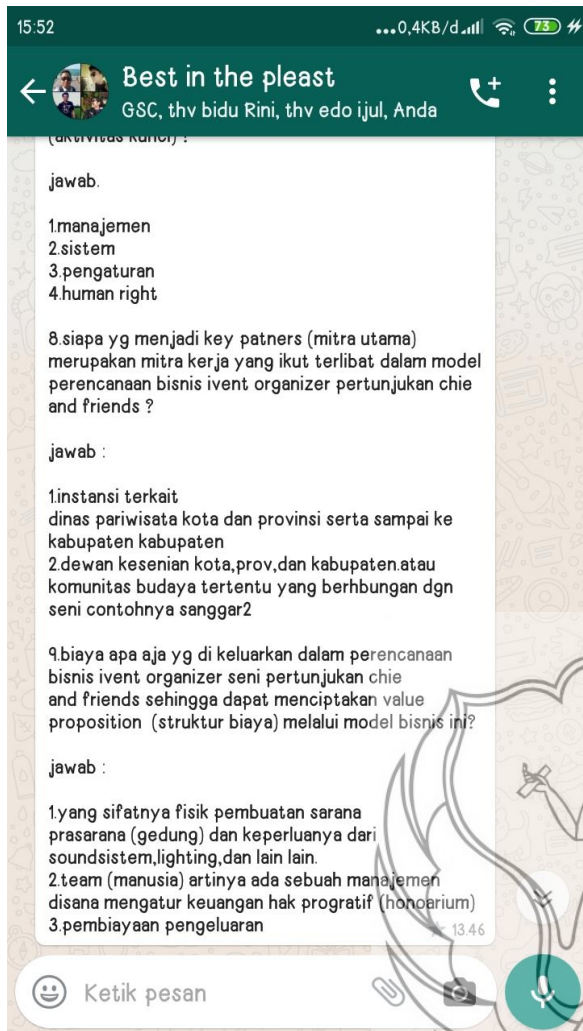 15:52
...0,4KB/d
73
Best in the pleast
GSC, thv bidu Rini, thv edo ijul, Anda
(aktivitas kunci) ?
jawab.
1.manajemen
2.sistem
3.pengaturan
4.human right
8.siapa yg menjadi key patners (mitra utama)
merupakan mitra kerja yang ikut terlibat dalam model
perencanaan bisnis ivent organizer pertunjukan chie
and friends ?
jawab :
1.instansi terkait
dinas pariwisata kota dan provinsi serta sampai ke
kabupaten kabupaten
2.dewan kesenian kota,prov,dan kabupaten.atau
komunitas budaya tertentu yang berhbungan dgn
seni contohnya sanggar2
9.biaya apa aja yg di keluarkan dalam perencanaan
bisnis ivent organizer seni pertunjukan chie
and friends sehingga dapat menciptakan value
proposition  (struktur biaya) melalui model bisnis ini?
jawab :
1.yang sifatnya fisik pembuatan sarana
prasarana (gedung) dan keperluanya dari
soundsistem,lighting,dan lain lain.
2.team (manusia) artinya ada sebuah manajemen
disana mengatur keuangan hak progratif (honoarium)
3.pembiayaan pengeluaran
13.46
Ketik pesan